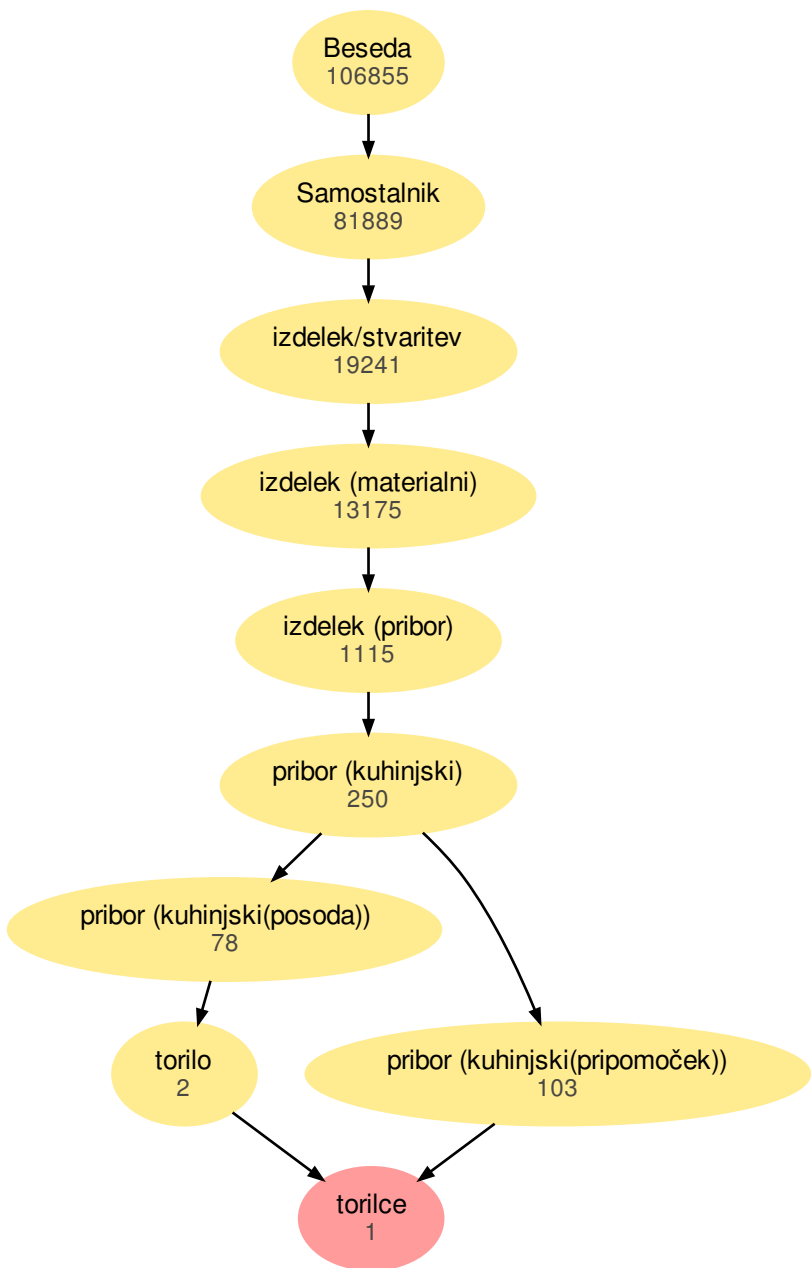 Beseda
106855
Samostalnik
81889
izdelek/stvaritev
19241
izdelek (materialni)
13175
izdelek (pribor)
1115
pribor (kuhinjski)
250
pribor (kuhinjski(posoda))
78
torilo
2
pribor (kuhinjski(pripomoček))
103
torilce
1